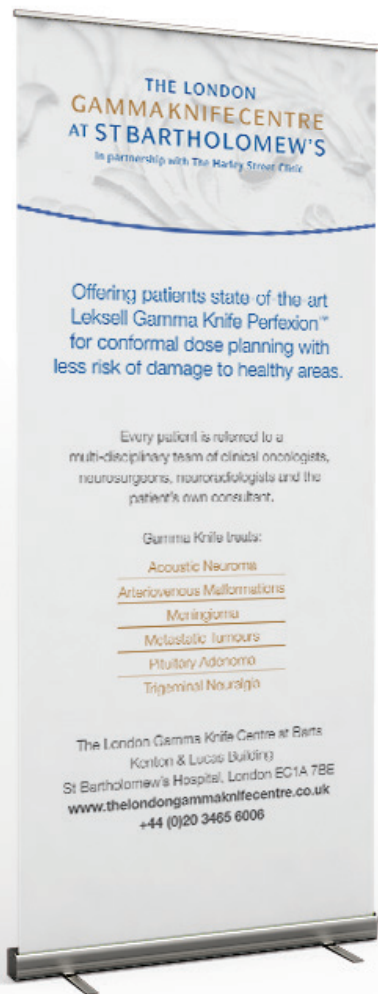 THE LONDON
GAMMA KNIFE CENTRE
AT ST BARTHOLOMEW'S
In partnership with The Harley Street Clinic
Offering patients state-of-the-art
Leksell Gamma Knife Perfexion™
for conformal dose planning with
less risk of damage to healthy areas.
Every patient is referred to a
multi-disciplinary team of clinical oncologists,
neurosurgeons, neuroradiologists and the
patient's own consultant.
Gamma Knife treats:
Acoustic Neuroma
Arteriovenous Malformations
Meningioma
Metastatic Tumours
Pituitary Adenoma
Trigeminal Neuralgia
The London Gamma Knife Centre at Barts
Kenton & Lucas Building
St Bartholomew's Hospital, London EC1A 7BE
www.thelondongammaknifecentre.co.uk
+44 (0)20 3465 6006